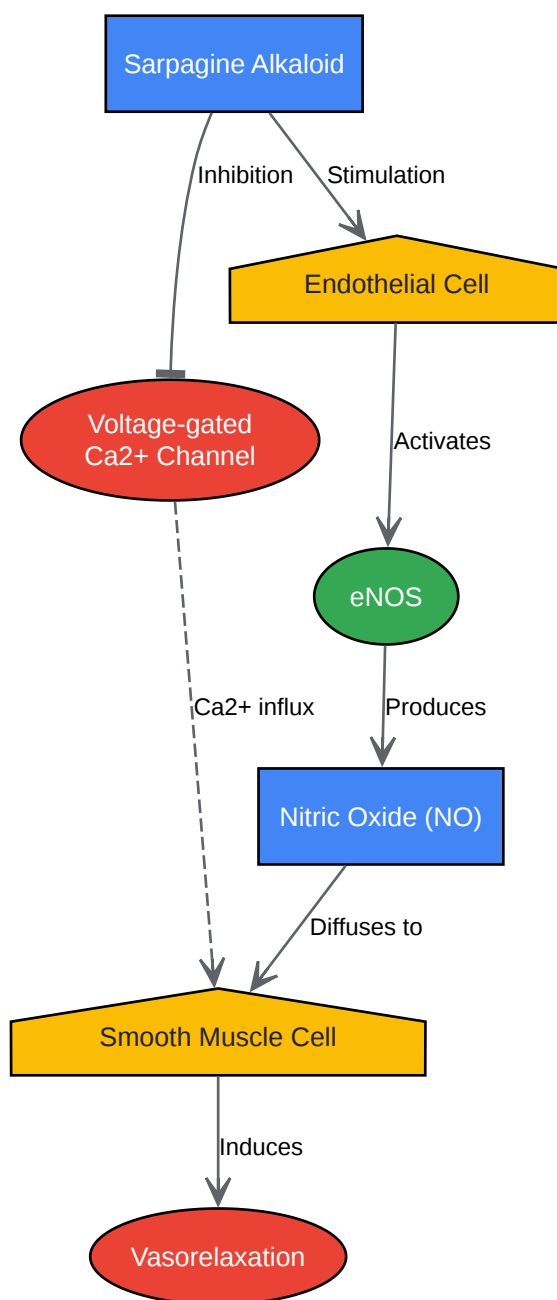 Sarpagine Alkaloid
Inhibition
Stimulation
Endothelial Cell
Voltage-gated
Ca2+ Channel
Activates
eNOS
Ca2+ influx
Produces
Nitric Oxide (NO)
Diffuses to
Smooth Muscle Cell
Induces
Vasorelaxation